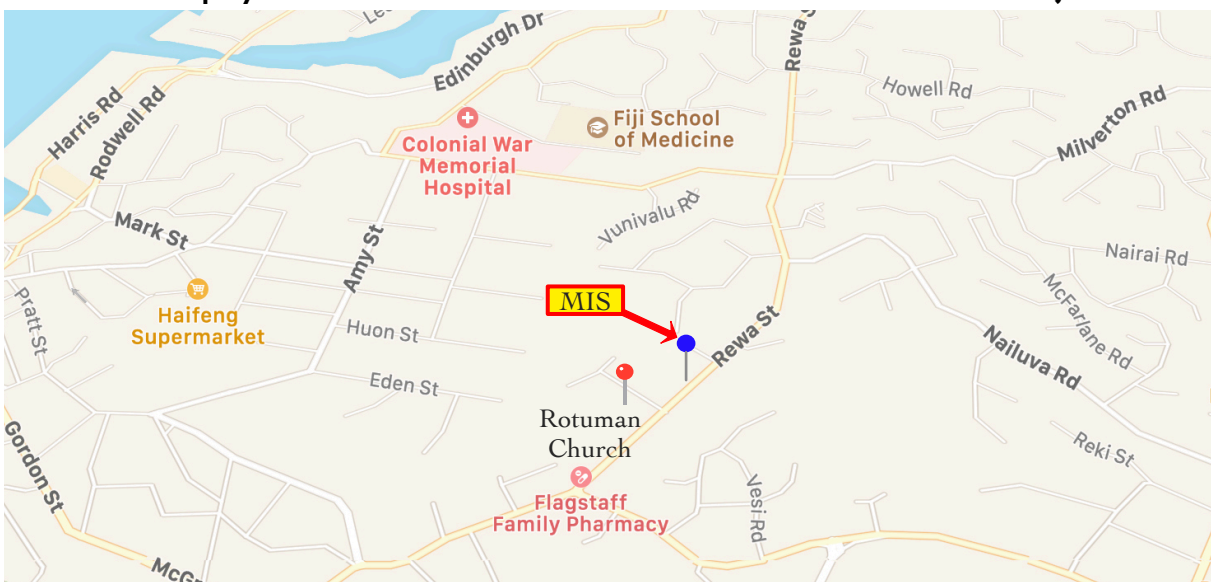 Edinburgh Dr
Rewa S
Harris Rd
Rodwell Rd
Howell Rd
Milverton Rd
Fiji School
of Medicine
Colonial War
Memorial
Hospital
Vunivalu Rd
Mark St
Amy St
Nairai Rd
McFarlane Rd
Pratt St
Haifeng
Supermarket
MIS
Huon St
Rewa St
Nailuva Rd
Eden St
Rotuman
Church
Reki St
Gordon St
Flagstaff
Family Pharmacy
Vesi Rd
McG